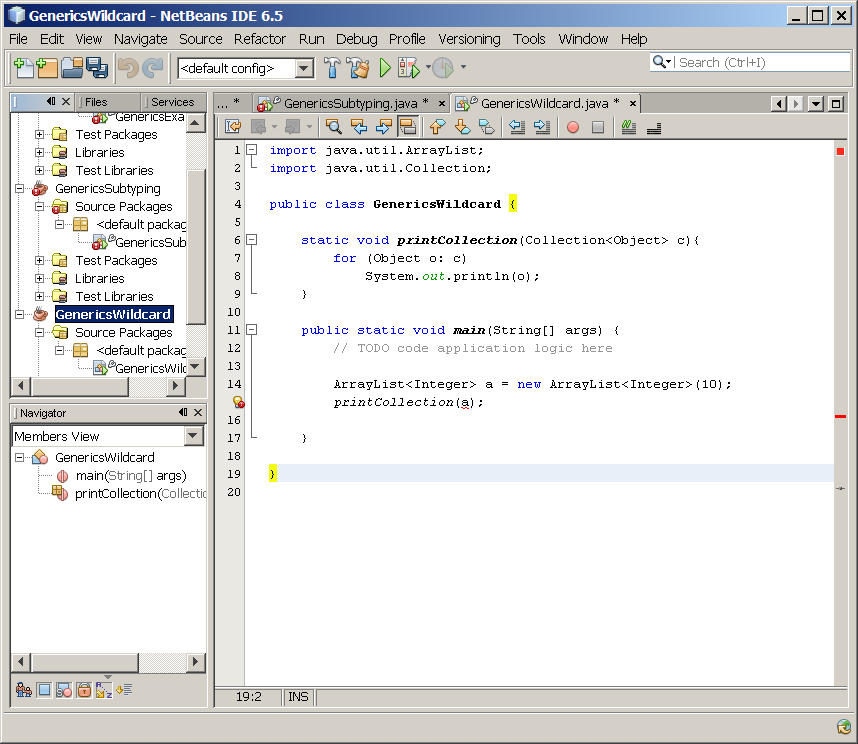 GenericsWildcard - NetBeans IDE 6.5
File Edit View Navigate Source Refactor Run Debug Profile Versioning Tools Window Help
<default config>
Search (Ctrl+I)
Files Services
... * GenericsSubtyping.java * × GenericsWildcard.java * ×
GenericsExa
Test Packages
Libraries
Test Libraries
GenericsSubtyping
Source Packages
<default packag
GenericsSub
Test Packages
Libraries
Test Libraries
GenericsWildcard
Source Packages
<default packag
GenericsWild
Navigator
Members View
GenericsWildcard
main(String[] args)
printCollection(Collectio
1 import java.util.ArrayList;
2 import java.util.Collection;
3
4 public class GenericsWildcard {
5
6 static void printCollection(Collection<Object> c){
7 for (Object o: c)
8 System.out.println(o);
9 }
10
11 public static void main(String[] args) {
12 // TODO code application logic here
13
14 ArrayList<Integer> a = new ArrayList<Integer>(10);
printCollection(a);
16
17 }
18
19 }
20
19:2 INS